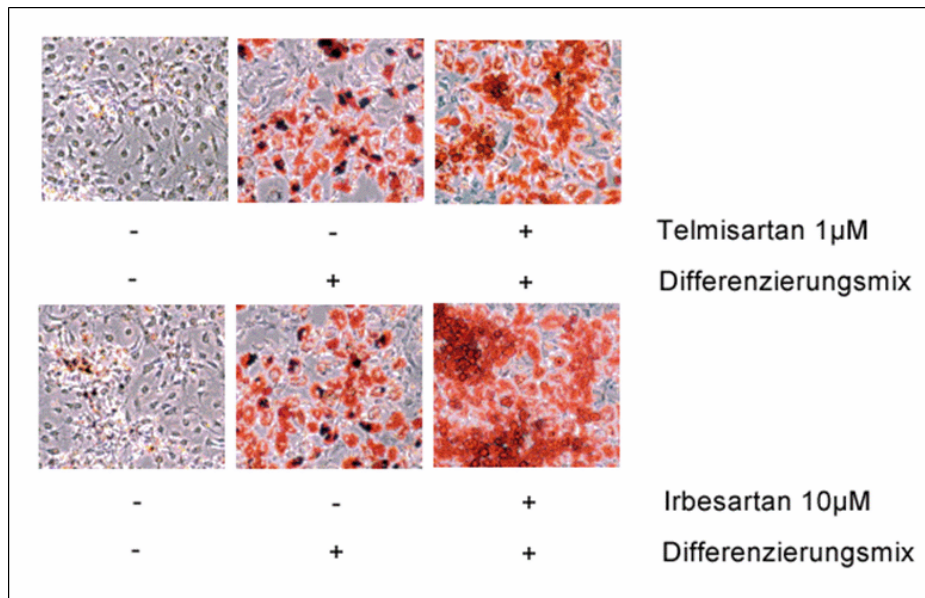 - - + Telmisartan 1µM
- + + Differenzierungsmix
- - + Irbesartan 10µM
- + + Differenzierungsmix